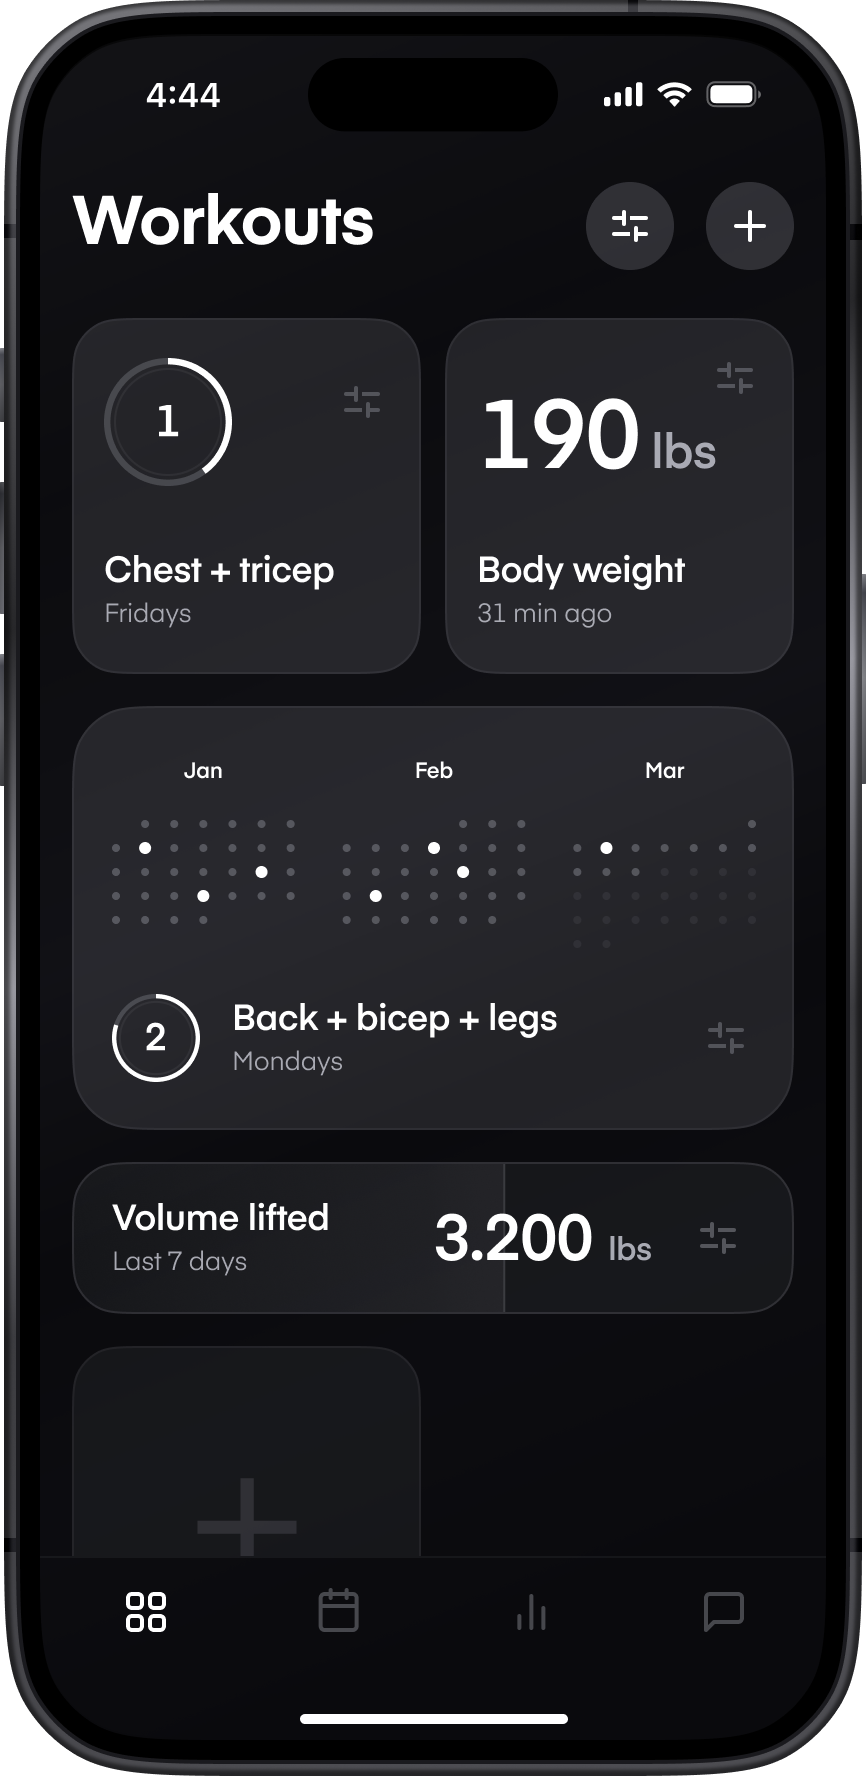 4:44
Workouts
1
190 lbs
Chest + tricep
Fridays
Body weight
31 min ago
Jan Feb Mar
2
Back + bicep + legs
Mondays
Volume lifted
Last 7 days
3.200 lbs